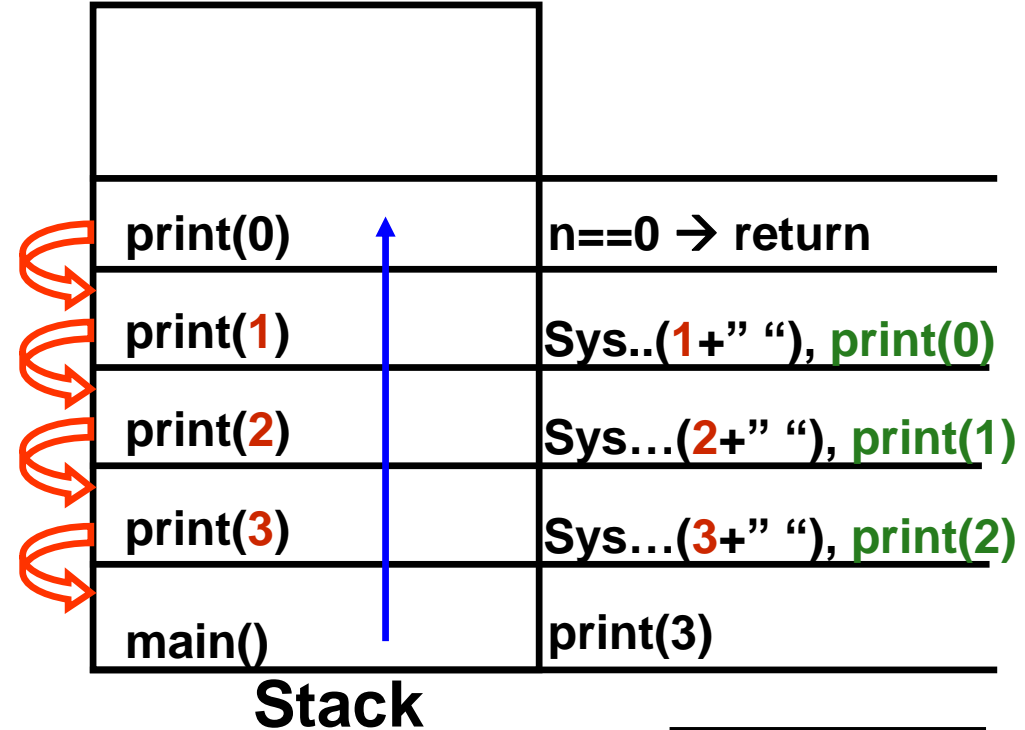 print(0) n==0 → return
print(1) Sys..(1+” “), print(0)
print(2) Sys…(2+” “), print(1)
print(3) Sys…(3+” “), print(2)
main() print(3)
Stack